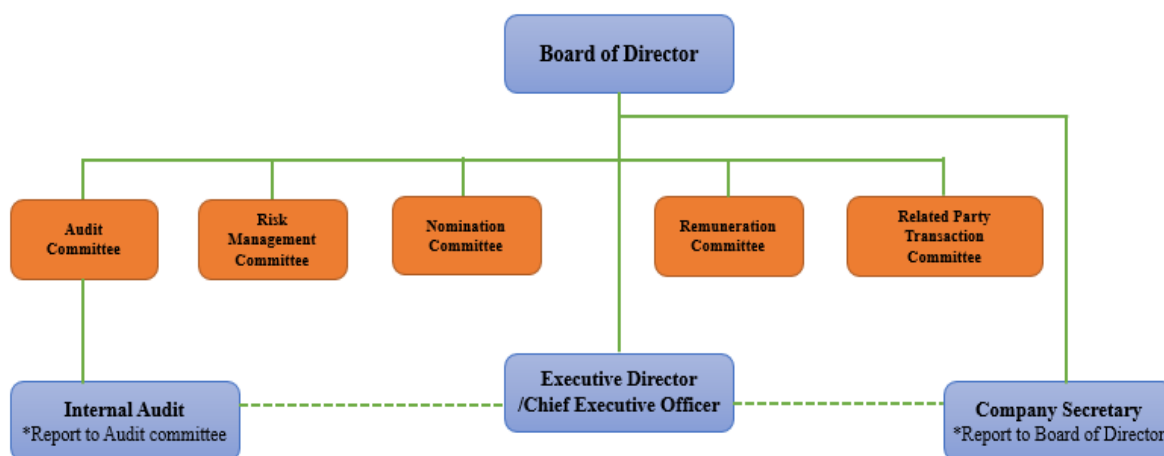 Board of Director
Audit
Committee
Risk
Management
Committee
Nomination
Committee
Remuneration
Committee
Related Party
Transaction
Committee
Internal Audit
*Report to Audit committee
Executive Director
/Chief Executive Officer
Company Secretary
*Report to Board of Director